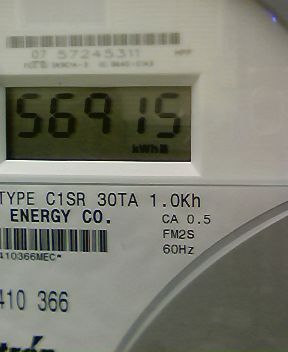 07 57245311
56915
kWh
TYPE C1SR 30TA 1.0Kh
ENERGY CO. CA 0.5
FM2S
410366MEC* 60Hz
410 366